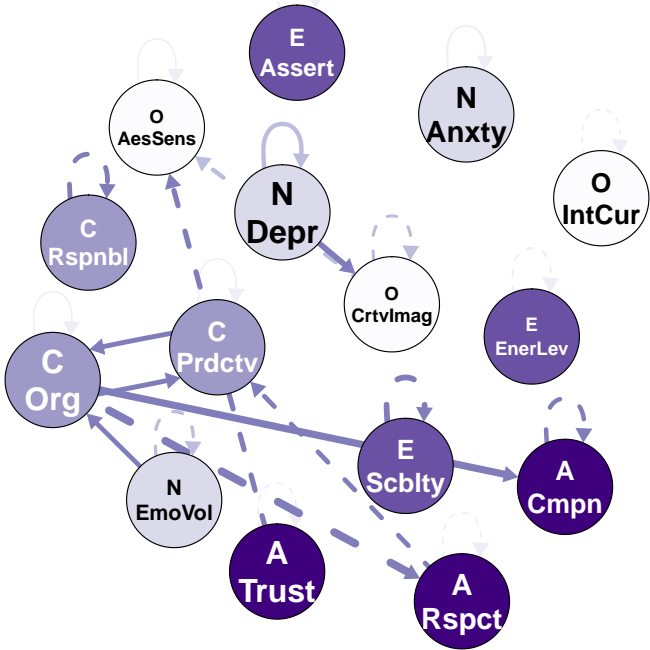 E
Assert
N
Anxty
O
AesSens
O
IntCur
N
Depr
C
Rspnbl
O
CrtvImag
E
EnerLev
C
Prdctv
C
Org
E
Scblty
A
Cmpn
N
EmoVol
A
Trust
A
Rspct